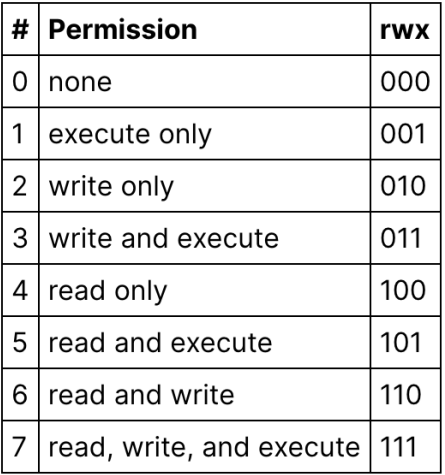 # Permission rwx
0 none 000
1 execute only 001
2 write only 010
3 write and execute 011
4 read only 100
5 read and execute 101
6 read and write 110
7 read, write, and execute 111